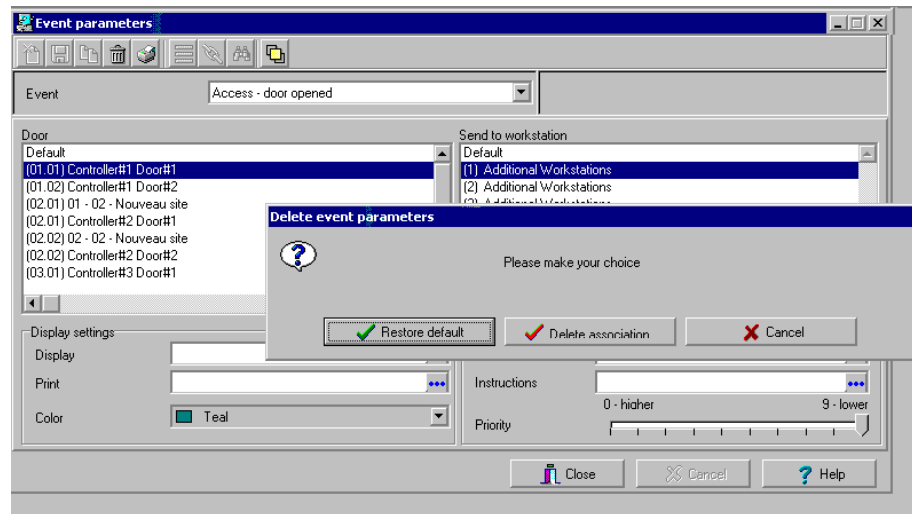 Event parameters
Event
Access - door opened
Door
Send to workstation
Default
(01.01) Controller#1 Door#1
(01.02) Controller#1 Door#2
(02.01) 01 - 02 - Nouveau site
(02.01) Controller#2 Door#1
(02.02) 02 - 02 - Nouveau site
(02.02) Controller#2 Door#2
(03.01) Controller#3 Door#1
Default
(1) Additional Workstations
(2) Additional Workstations
Delete event parameters
Please make your choice
Restore default
Delete association
Cancel
Display settings
Display
Print
Color
Teal
Instructions
0 - higher
9 - lower
Priority
Close
Cancel
Help